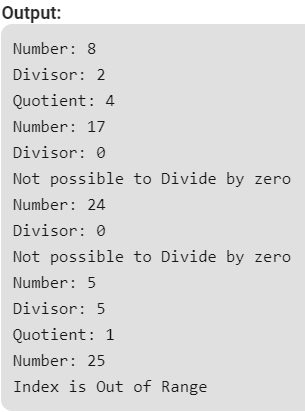 Output:
Number: 8
Divisor: 2
Quotient: 4
Number: 17
Divisor: 0
Not possible to Divide by zero
Number: 24
Divisor: 0
Not possible to Divide by zero
Number: 5
Divisor: 5
Quotient: 1
Number: 25
Index is Out of Range